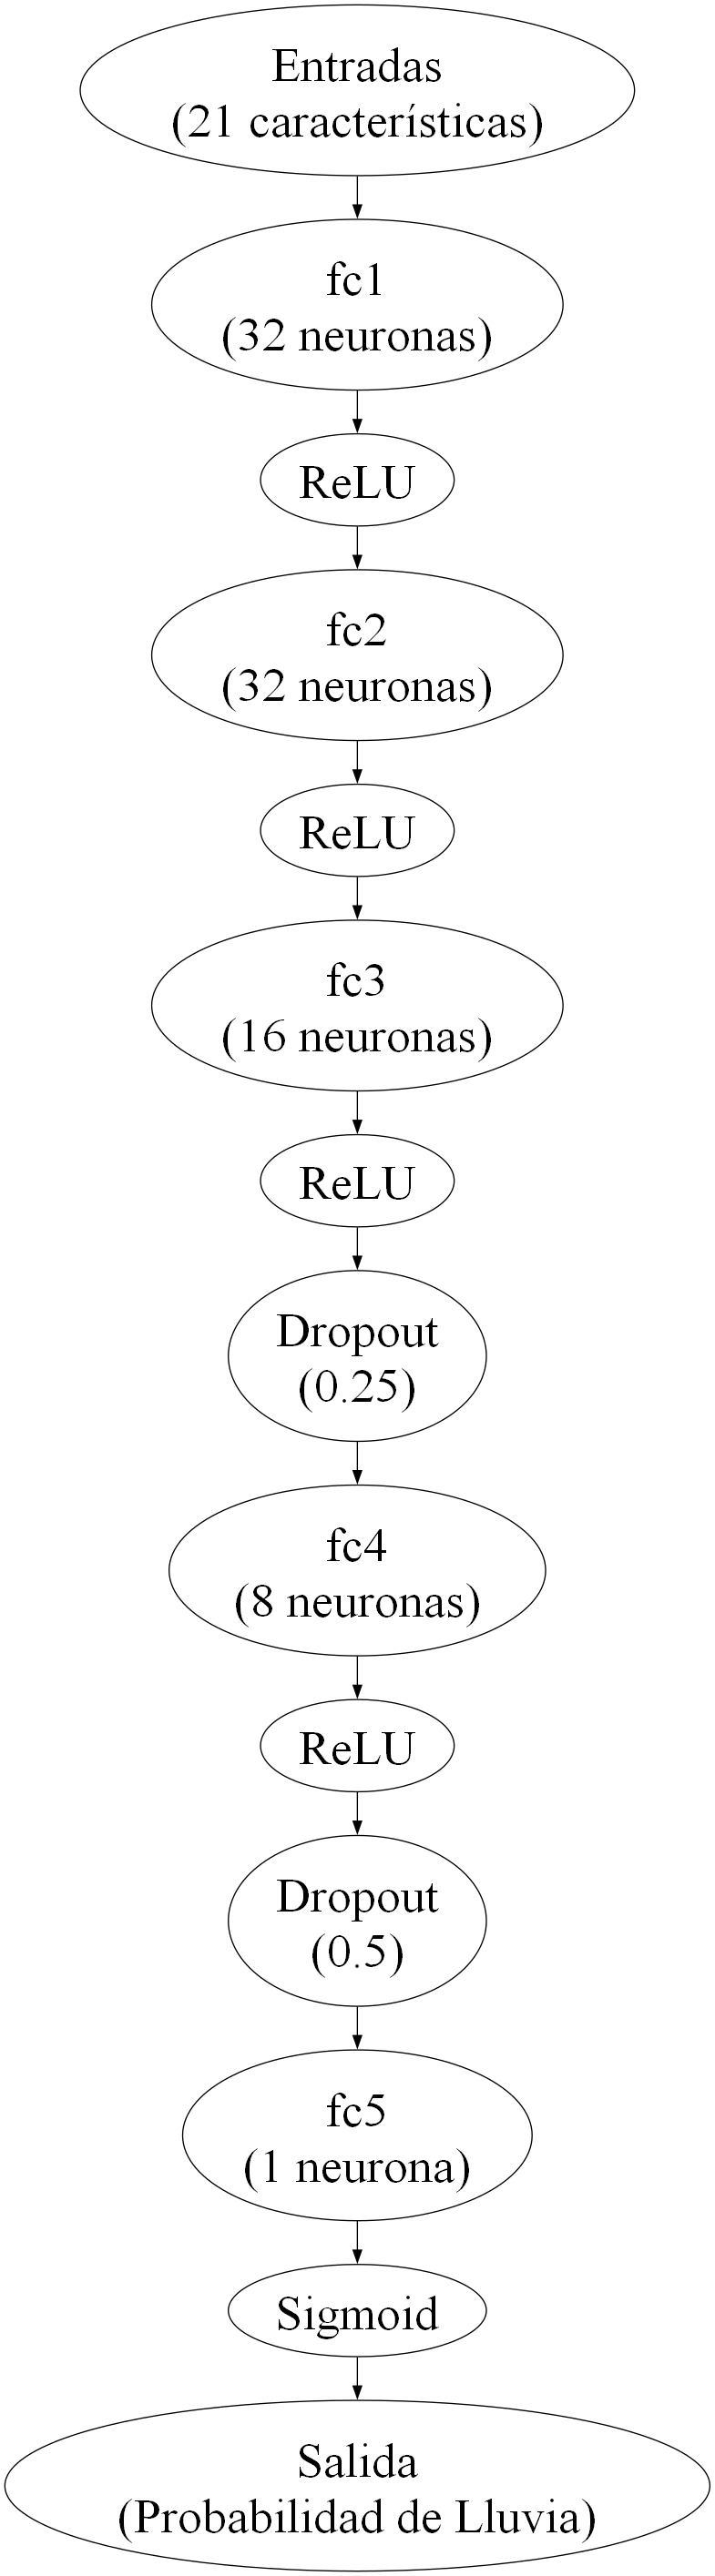 Entradas
(21 características)
fc1
(32 neuronas)
ReLU
fc2
(32 neuronas)
ReLU
fc3
(16 neuronas)
ReLU
Dropout
(0.25)
fc4
(8 neuronas)
ReLU
Dropout
(0.5)
fc5
(1 neurona)
Sigmoid
Salida
(Probabilidad de Lluvia)